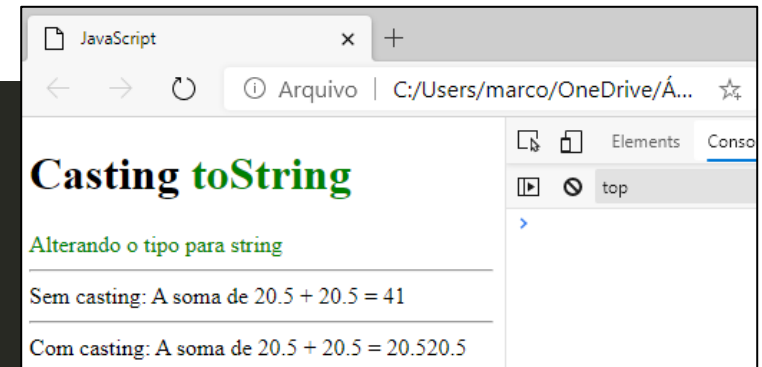 JavaScript
Arquivo | C:/Users/marco/OneDrive/Á...
Elements Conso
top
Casting toString
Alterando o tipo para string
Sem casting: A soma de 20.5 + 20.5 = 41
Com casting: A soma de 20.5 + 20.5 = 20.520.5